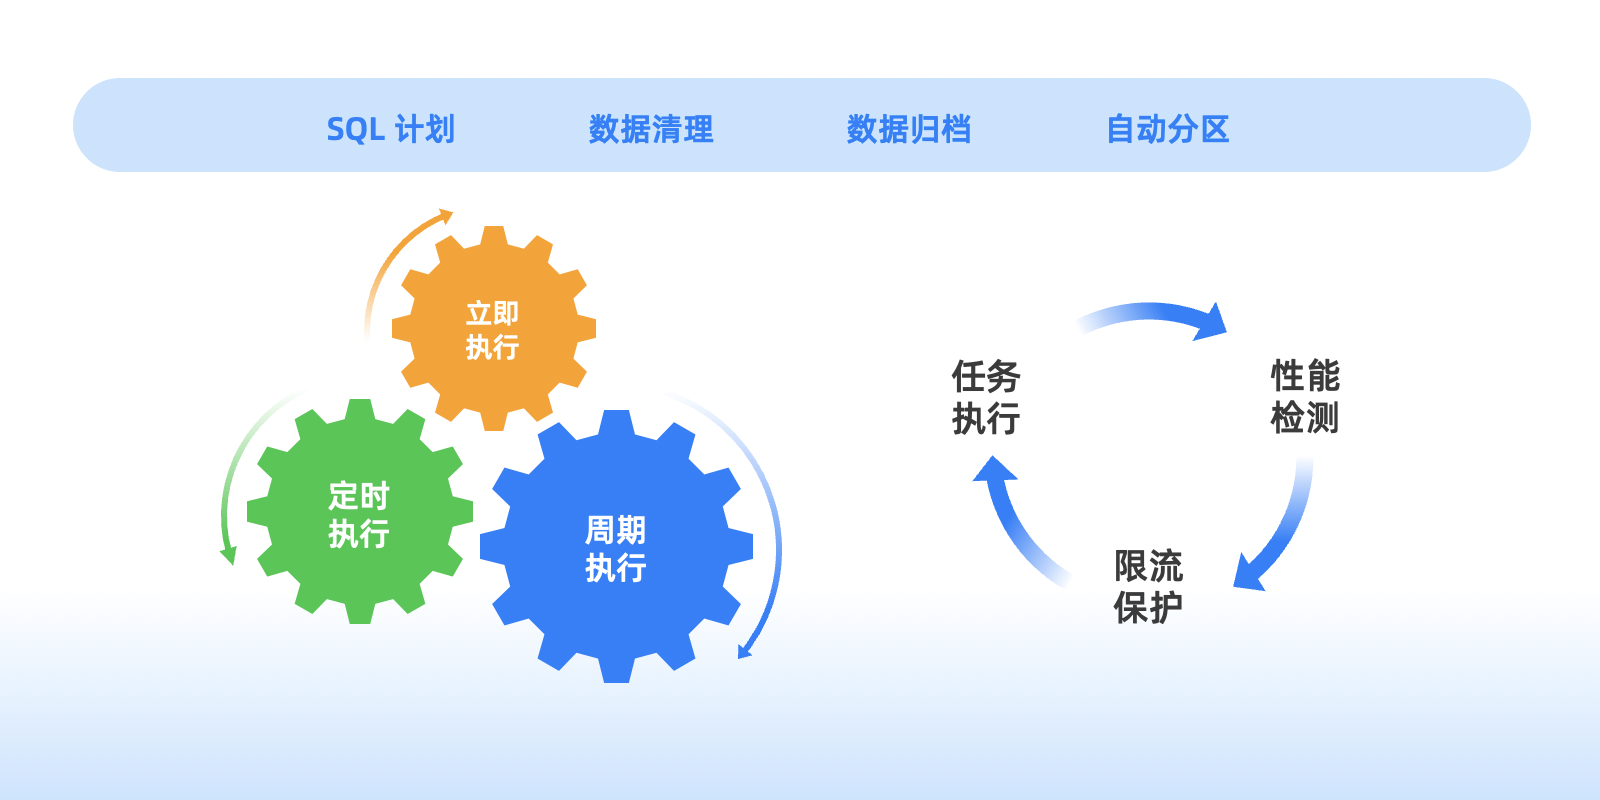 SQL 计划 数据清理 数据归档 自动分区
立即
执行
定时
执行
周期
执行
任务
执行
性能
检测
限流
保护